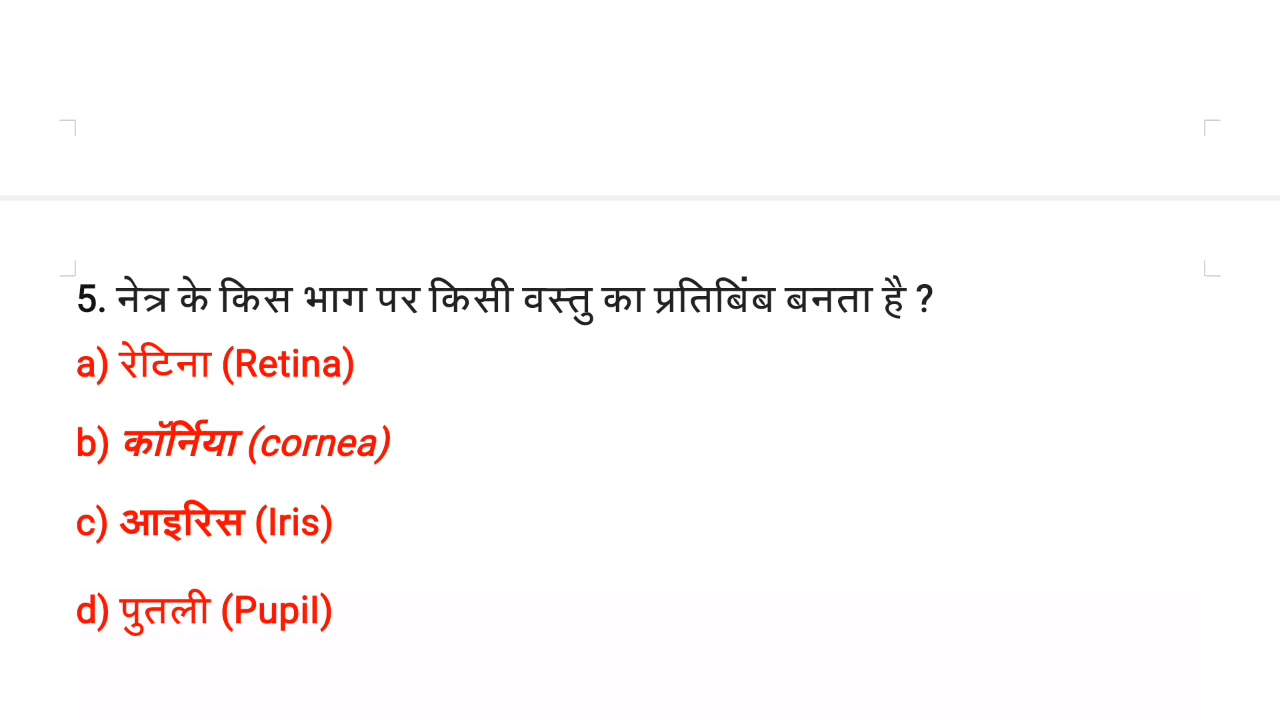 5. नेत्र के किस भाग पर किसी वस्तु का प्रतिबिंब बनता है ?
a) रेटिना (Retina)
b) कॉर्निया (cornea)
c) आइरिस (Iris)
d) पुतली (Pupil)